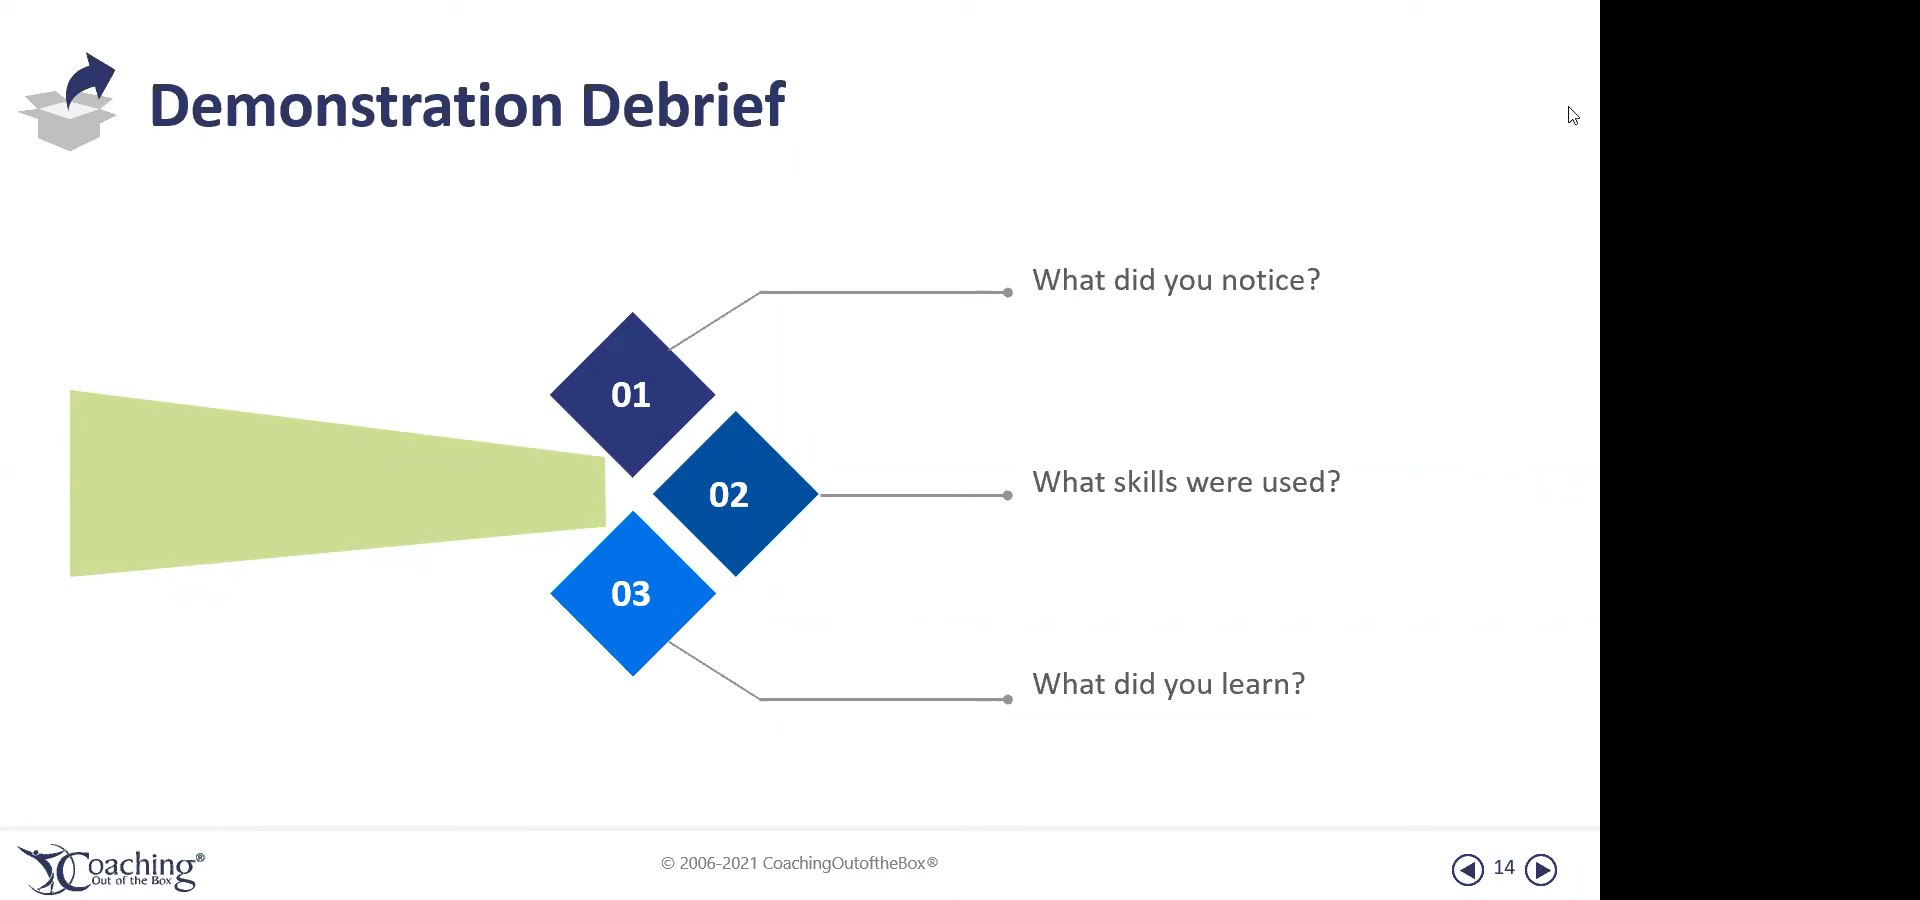 Demonstration Debrief
What did you notice?
01
02
What skills were used?
03
What did you learn?
Coaching®
Out of the Box
© 2006-2021 CoachingOutoftheBox®
14